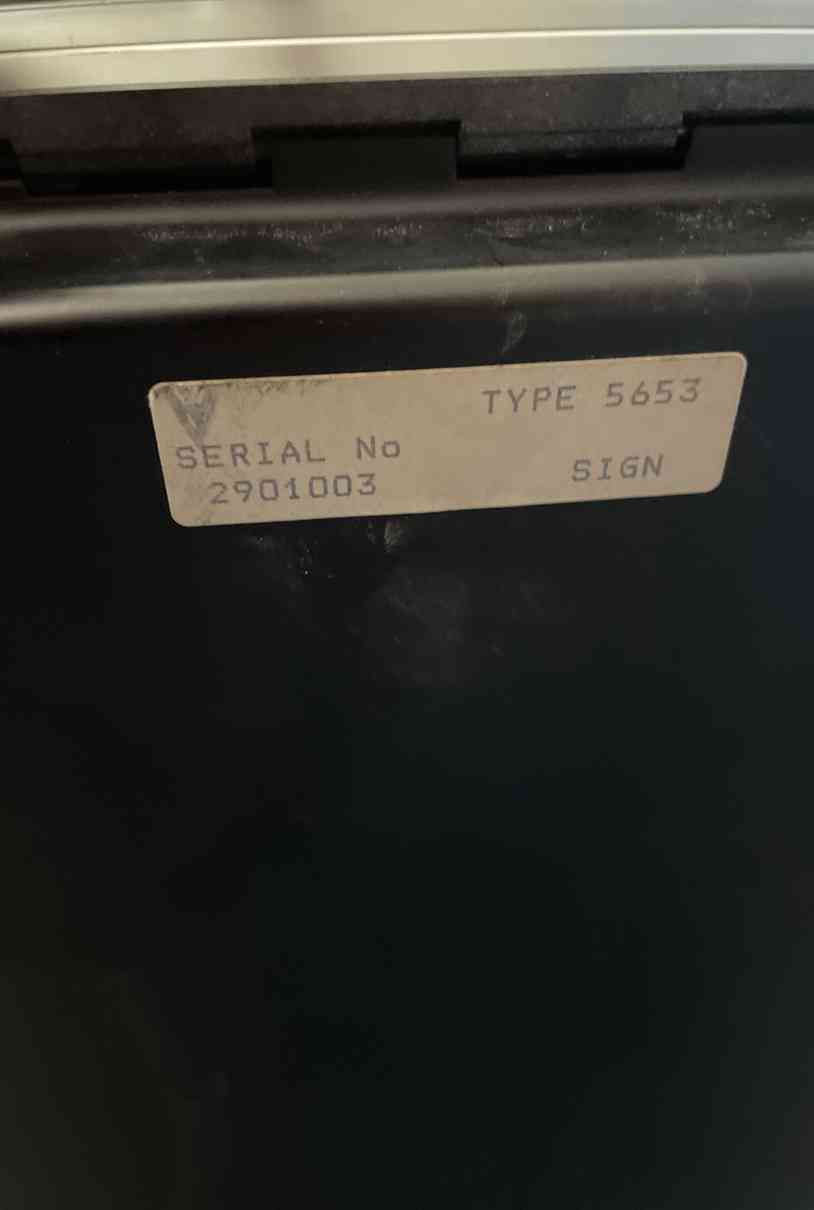 TYPE 5653
SERIAL No
2901003
SIGN